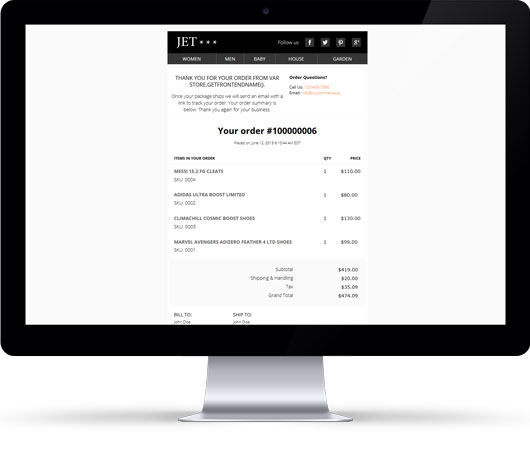 JET ***
Follow us
WOMEN MEN BABY HOUSE GARDEN
THANK YOU FOR YOUR ORDER FROM VAR
STORE.GETFRONTENDNAME().
Once your package ships we will send an email with a
link to track your order. Your order summary is
below. Thank you again for your business.
Order Questions?
Call Us:
Email:
Your order #100000006
Placed on June 12, 2015 8:10:44 AM EDT
ITEMS IN YOUR ORDER QTY PRICE
MESSI 15.2 FG CLEATS 1 $110.00
SKU: 0004
ADIDAS ULTRA BOOST LIMITED 1 $80.00
SKU: 0002
CLIMACHILL COSMIC BOOST SHOES 1 $130.00
SKU: 0003
MARVEL AVENGERS ADIZERO FEATHER 4 LTD SHOES 1 $99.00
SKU: 0001
Subtotal $419.00
Shipping & Handling $20.00
Tax $35.09
Grand Total $474.09
BILL TO: SHIP TO:
John Doe John Doe